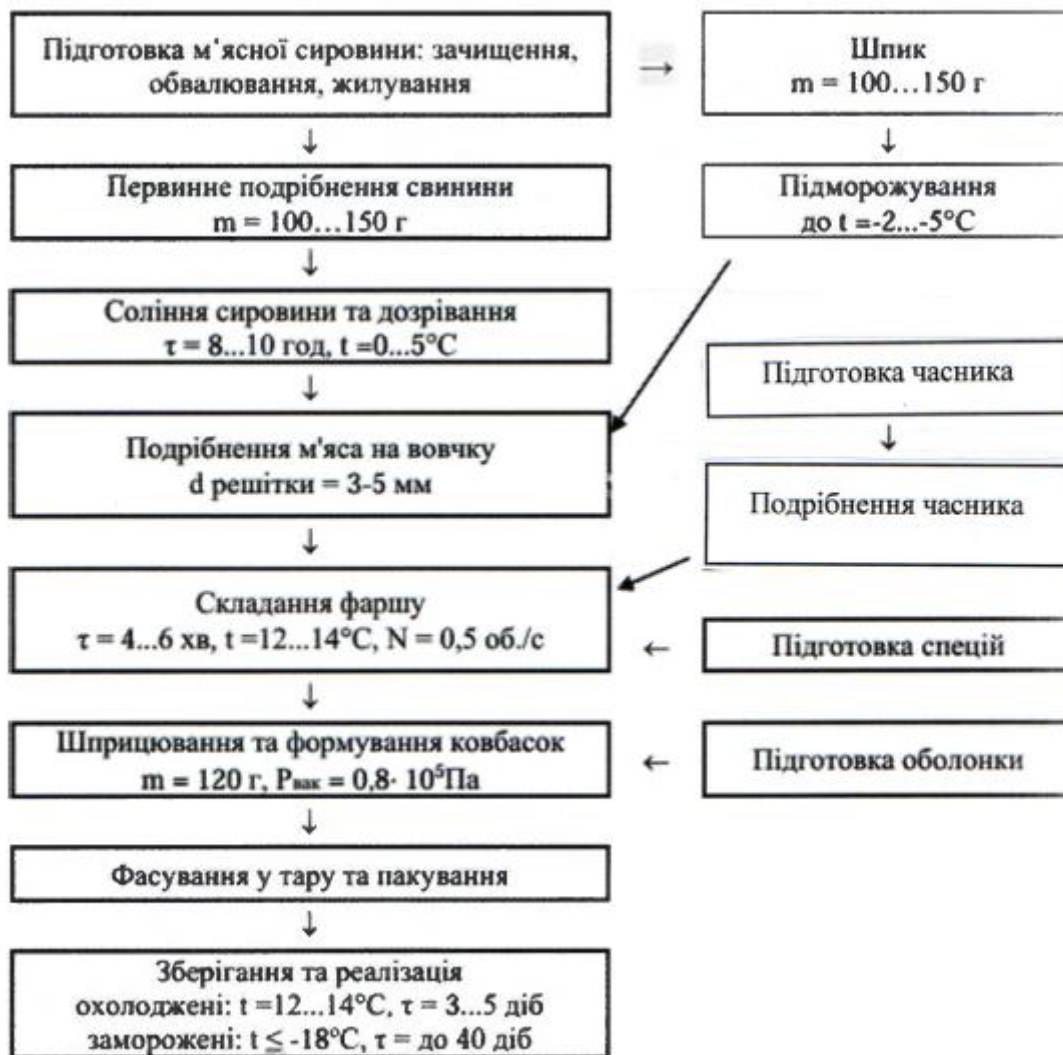 Підготовка м'ясної сировини: зачищення,
обвалювання, жилування
→
Шпик
m = 100…150 г
↓
↓
Первинне подрібнення свинини
m = 100…150 г
Підморожування
до t =-2...-5°C
↓
Соління сировини та дозрівання
τ = 8...10 год, t =0...5°C
↓
Підготовка часника
↓
Подрібнення м'яса на вовчку
d решітки = 3-5 мм
Подрібнення часника
↓
Складання фаршу
τ = 4...6 хв, t =12...14°C, N = 0,5 об./с
←
Підготовка спецій
↓
Шприцювання та формування ковбасок
m = 120 г, Рвак = 0,8· 10⁵Па
←
Підготовка оболонки
↓
Фасування у тару та пакування
↓
Зберігання та реалізація
охолоджені: t =12...14°C, τ = 3...5 діб
заморожені: t ≤ -18°C, τ = до 40 діб